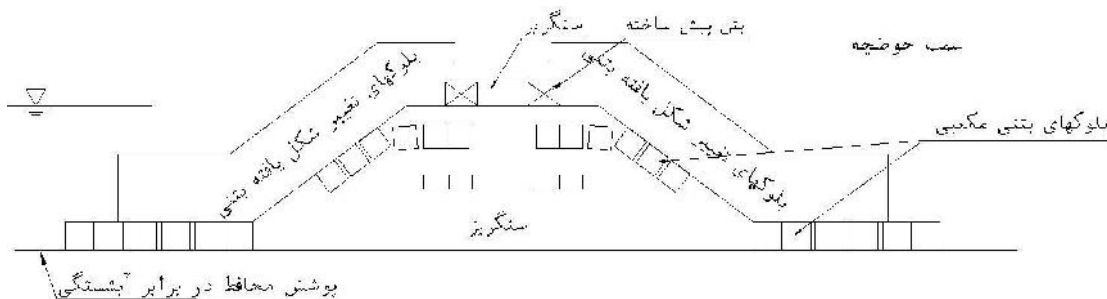 سنگریز
بتن پیش ساخته
سمت حوضچه
بلوکهای تغییر شکل یافته بتنی
بلوکهای تغییر شکل یافته بتنی
بلوکهای بتنی مکعبی
سنگریز
پوشش محافظ در برابر آبشستگی